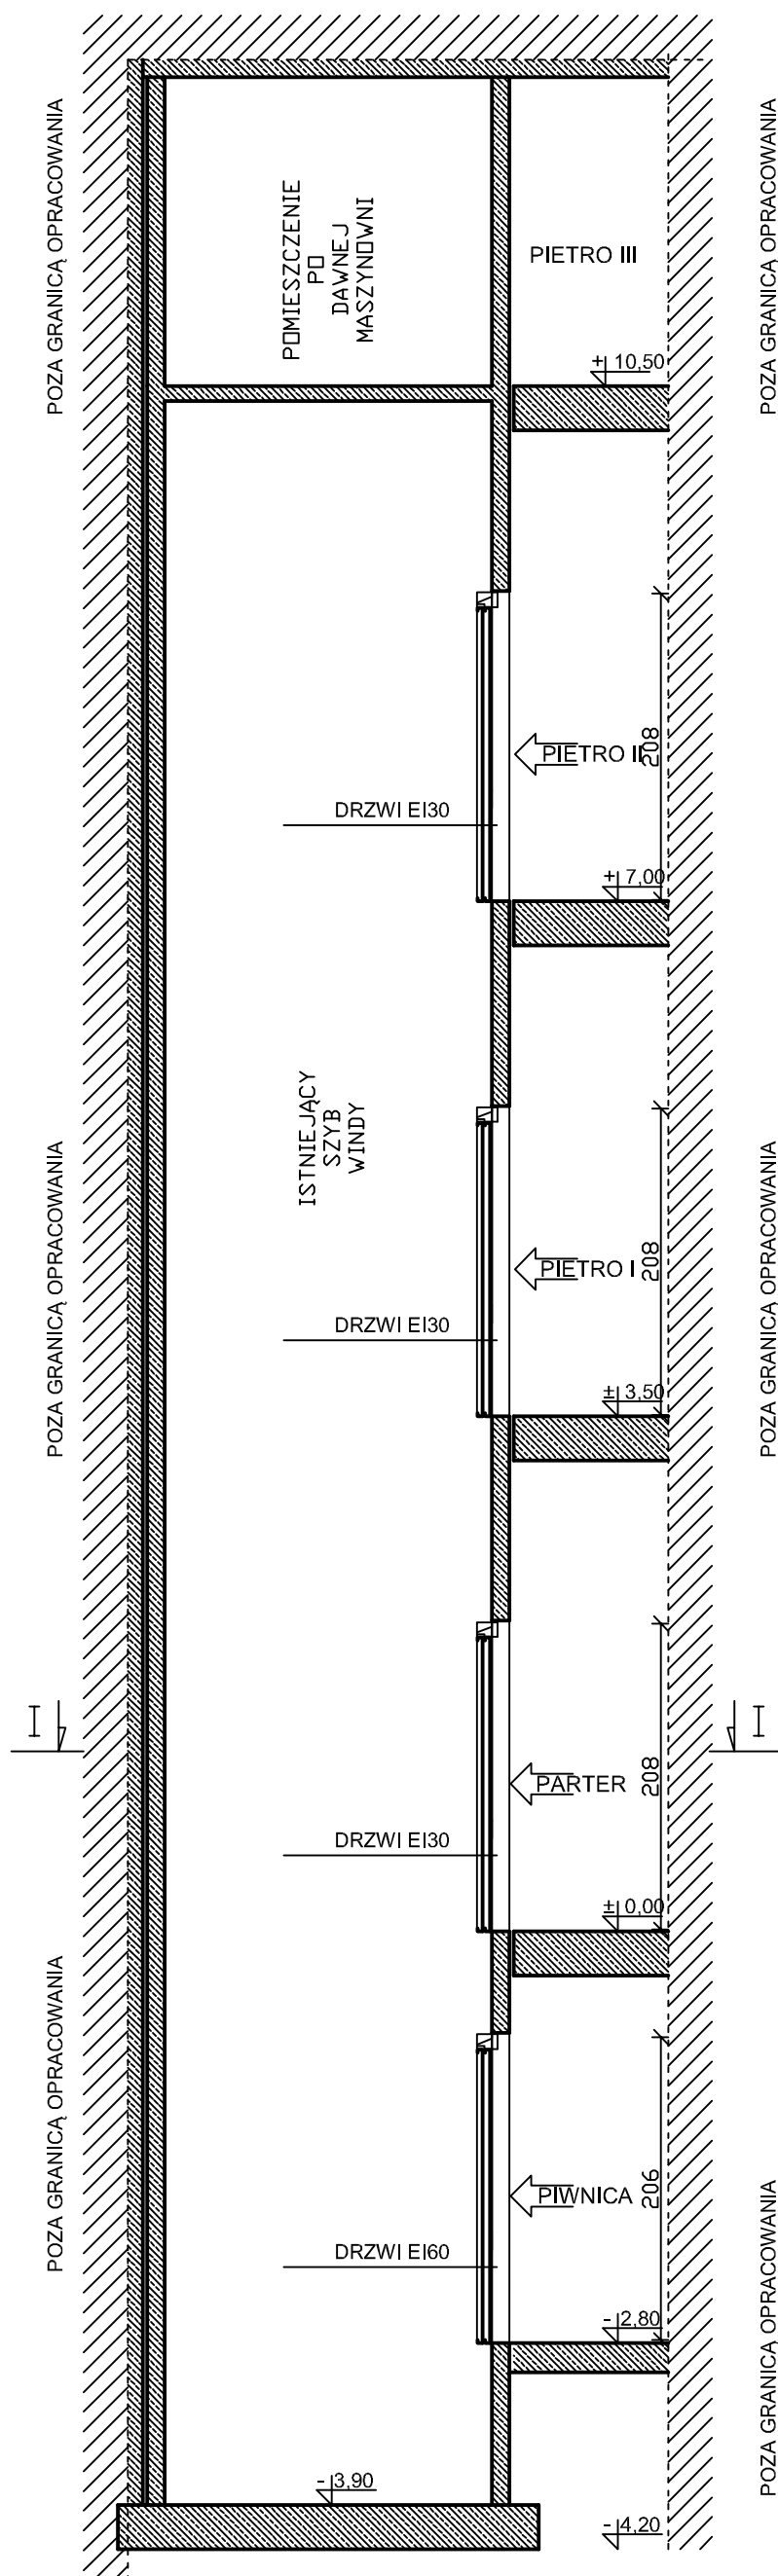 POZA GRANICĄ OPRACOWANIA
POZA GRANICĄ OPRACOWANIA
POMIESZCZENIE
PO
DAWNEJ
MASZYNOWNI
PIETRO III
+ 10,50
PIETRO II
208
DRZWI EI30
+ 7,00
ISTNIEJĄCY
SZYB
WINDY
POZA GRANICĄ OPRACOWANIA
POZA GRANICĄ OPRACOWANIA
PIETRO I
208
DRZWI EI30
± 3,50
I
I
PARTER
208
DRZWI EI30
± 0,00
POZA GRANICĄ OPRACOWANIA
PIWNICA
206
DRZWI EI60
- 2,80
POZA GRANICĄ OPRACOWANIA
- 3,90
- 4,20